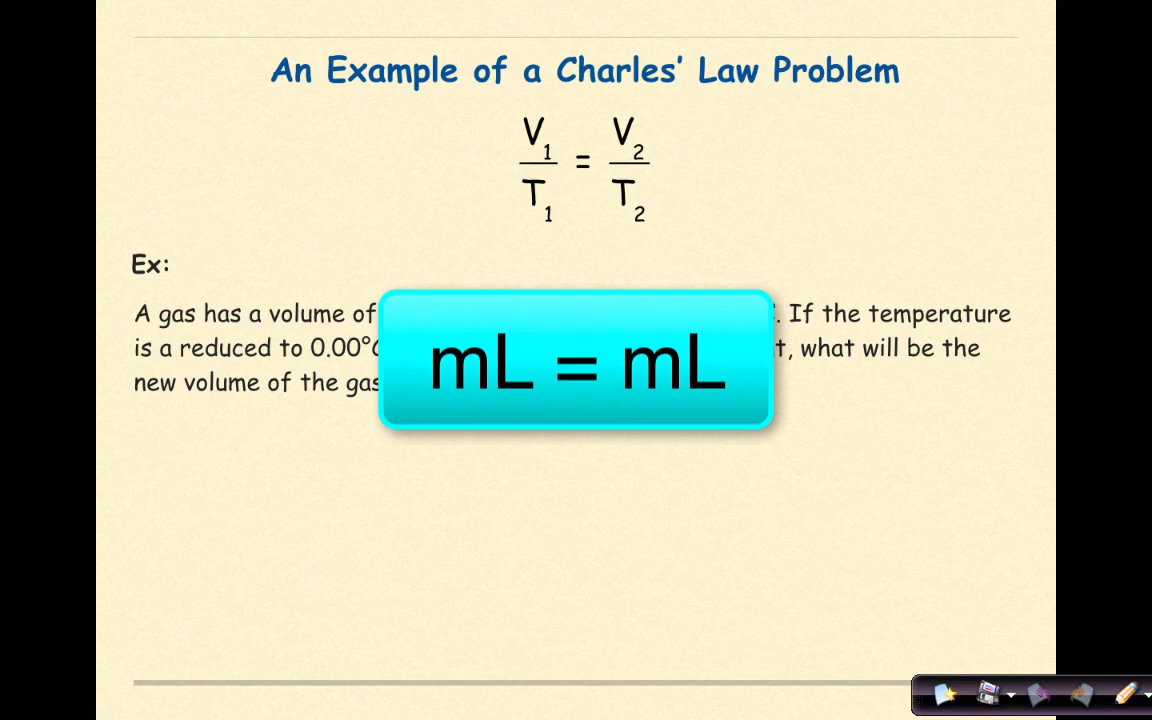 An Example of a Charles' Law Problem
V1 = V2
T1 T2
Ex:
A gas has a volume of . If the temperature
is a reduced to 0.00° , what will be the
new volume of the gas
mL = mL